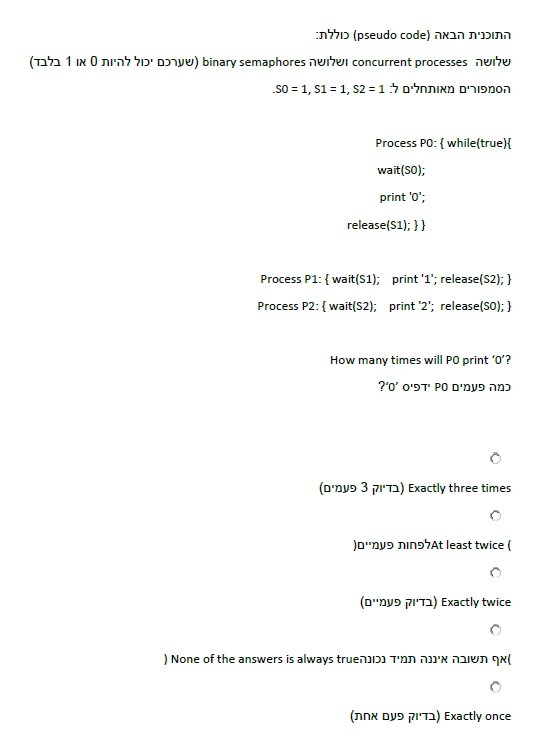 התוכנית הבאה (pseudo code) כוללת:
שלושה concurrent processes ושלושה binary semaphores (שערכם יכול להיות 0 או 1 בלבד)
הסמפורים מאותחלים ל: S0 = 1, S1 = 1, S2 = 1.
Process P0: { while(true){
wait(S0);
print '0';
release(S1); } }
Process P1: { wait(S1); print '1'; release(S2); }
Process P2: { wait(S2); print '2'; release(S0); }
How many times will P0 print ‘0’?
כמה פעמים P0 ידפיס ‘0’?
Exactly three times (בדיוק 3 פעמים)
( At least twiceלפחות פעמיים)
Exactly twice (בדיוק פעמיים)
)אף תשובה איננה תמיד נכונהNone of the answers is always true (
Exactly once (בדיוק פעם אחת)